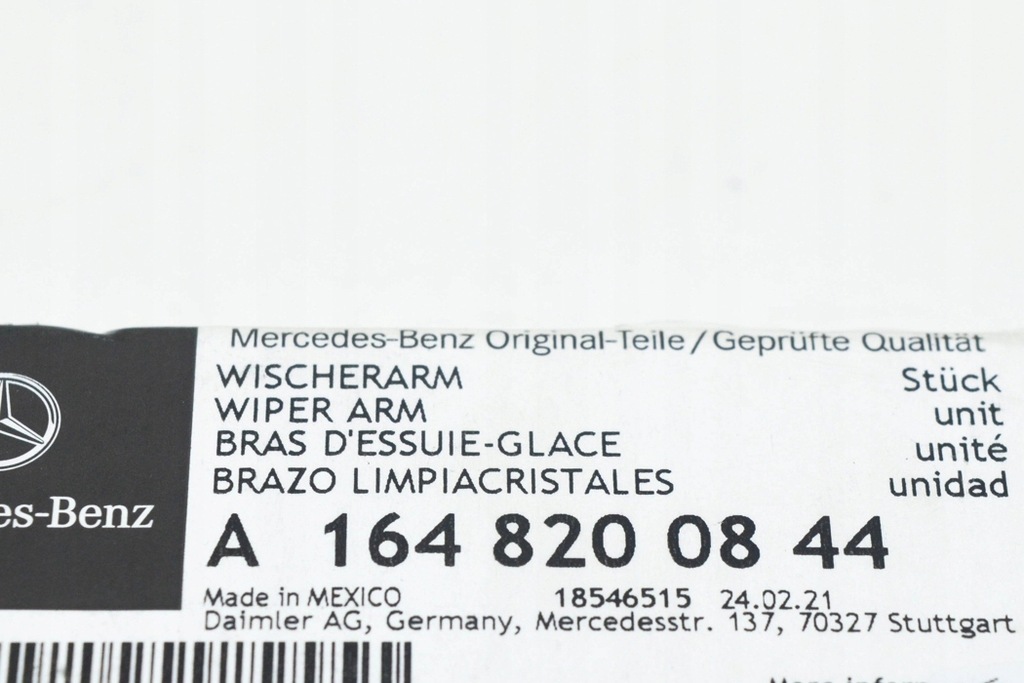 Mercedes-Benz Original-Teile/Geprüfte Qualität
WISCHERARM Stück
WIPER ARM unit
BRAS D'ESSUIE-GLACE unité
BRAZO LIMPIACRISTALES unidad
es-Benz
A 164 820 08 44
Made in MEXICO 18546515 24.02.21
Daimler AG, Germany, Mercedesstr. 137, 70327 Stuttgart